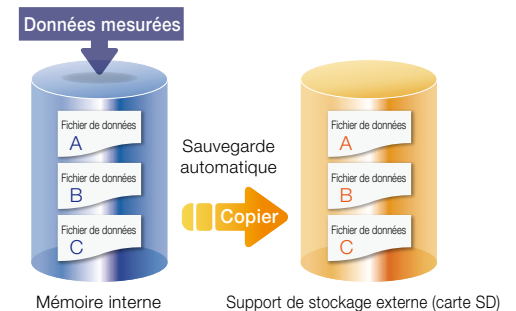 Données mesurées
Fichier de données
A
Fichier de données
B
Fichier de données
C
Mémoire interne
Sauvegarde
automatique
Copier
Fichier de données
A
Fichier de données
B
Fichier de données
C
Support de stockage externe (carte SD)